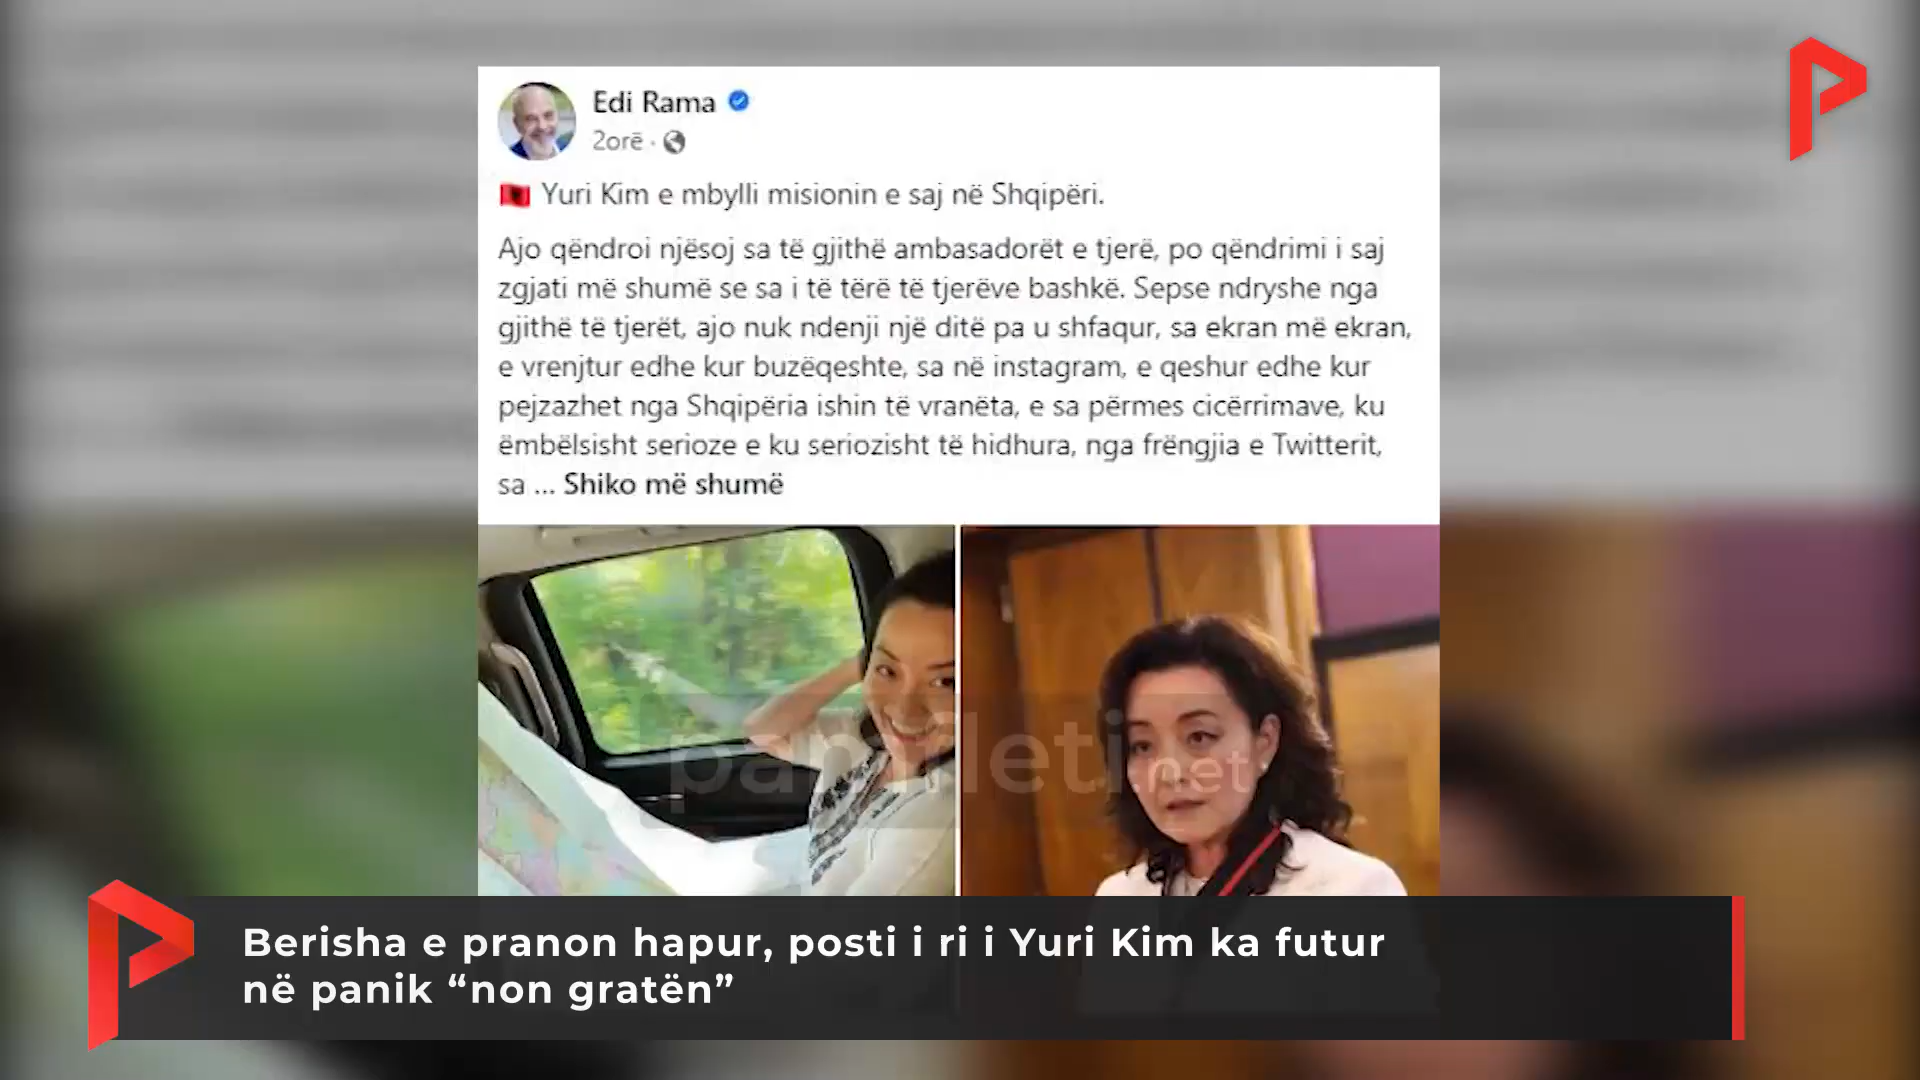 Edi Rama
2orë ·
Yuri Kim e mbylli misionin e saj në Shqipëri.
Ajo qëndroi njësoj sa të gjithë ambasadorët e tjerë, po qëndrimi i saj
zgjati më shumë se sa i të tërë të tjerëve bashkë. Sepse ndryshe nga
gjithë të tjerët, ajo nuk ndenji një ditë pa u shfaqur, sa ekran më ekran,
e vrenjtur edhe kur buzëqeshte, sa në instagram, e qeshur edhe kur
pejzazhet nga Shqipëria ishin të vranëta, e sa përmes cicërrimave, ku
ëmbëlsisht serioze e ku seriozisht të hidhura, nga frëngjia e Twitterit,
sa ... Shiko më shumë
pamfleti.net
Berisha e pranon hapur, posti i ri i Yuri Kim ka futur
në panik “non gratën”